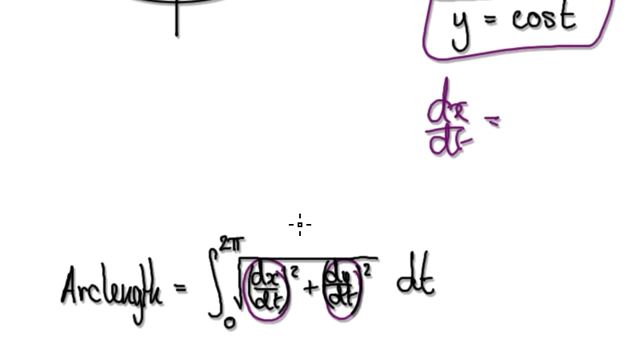 y = cost
dx/dt =
Arclength = ∫₀^2π √((dx/dt)² + (dy/dt)²) dt